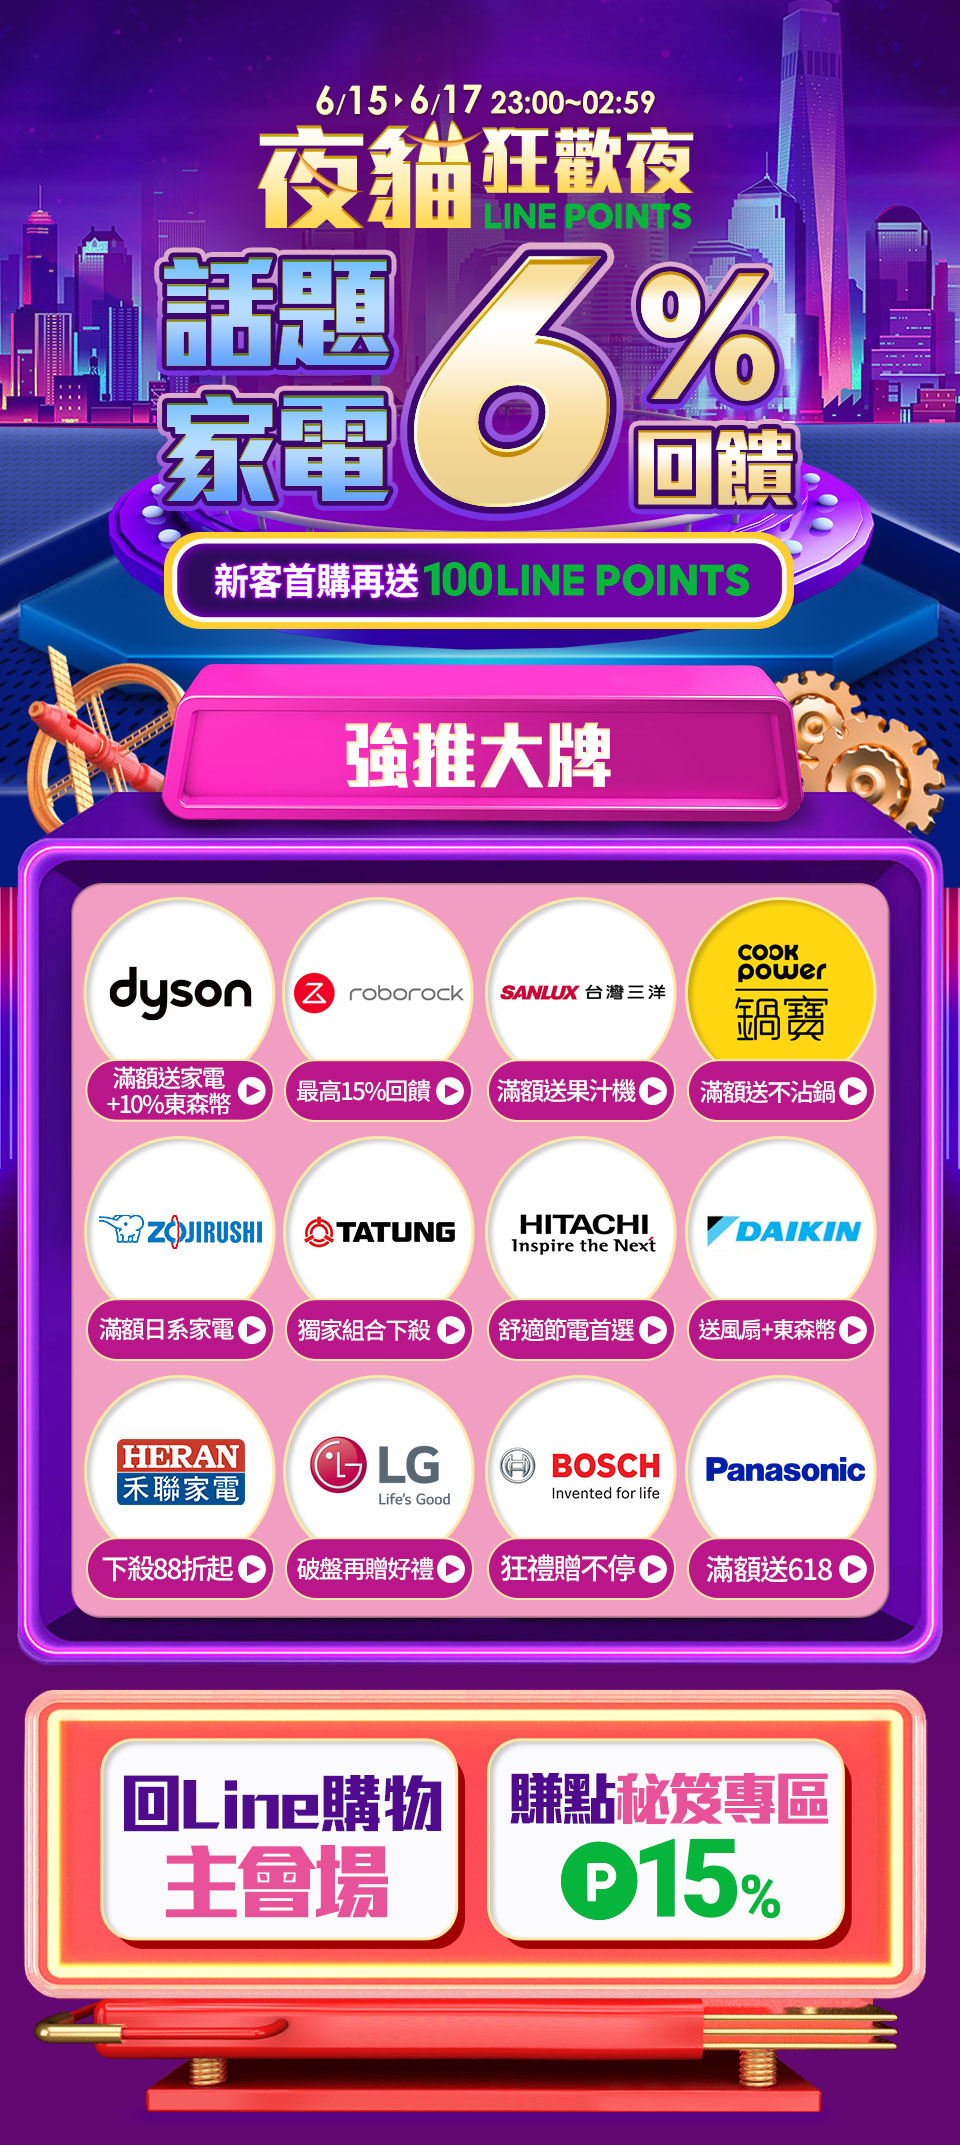 6/15▸6/17 23:00~02:59
夜貓狂歡夜
LINE POINTS
話題
家電
6%
回饋
新客首購再送100LINE POINTS
強推大牌
dyson
roborock
SANLUX 台灣三洋
COOK
power
鍋寶
滿額送家電
+10%東森幣
最高15%回饋
滿額送果汁機
滿額送不沾鍋
ZOJIRUSHI
TATUNG
HITACHI
Inspire the Next
DAIKIN
滿額日系家電
獨家組合下殺
舒適節電首選
送風扇+東森幣
HERAN
禾聯家電
LG
Life's Good
BOSCH
Invented for life
Panasonic
下殺88折起
破盤再贈好禮
狂禮贈不停
滿額送618
回Line購物
主會場
賺點秘笈專區
P15%